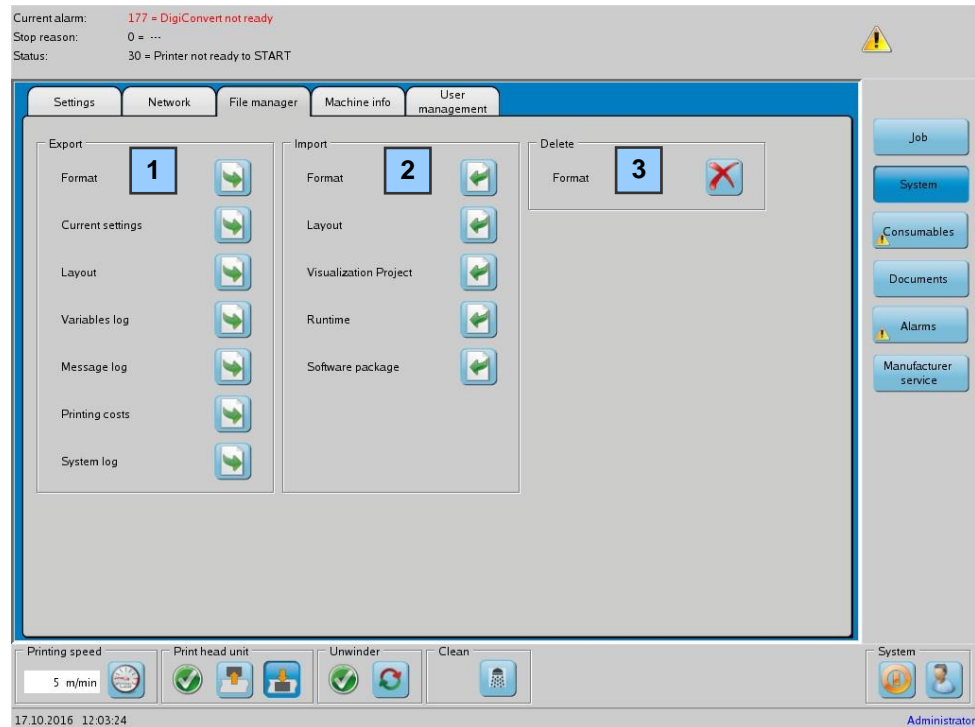 Current alarm: 177 = DigiConvert not ready
Stop reason: 0 = ---
Status: 30 = Printer not ready to START
Settings
Network
File manager
Machine info
User
management
Export
1
Format
Current settings
Layout
Variables log
Message log
Printing costs
System log
Import
2
Format
Layout
Visualization Project
Runtime
Software package
Delete
3
Format
Job
System
Consumables
Documents
Alarms
Manufacturer
service
Printing speed
5 m/min
Print head unit
Unwinder
Clean
System
17.10.2016 12:03:24
Administrator